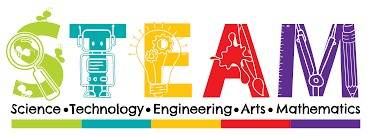 STEAM
Science • Technology • Engineering • Arts • Mathematics